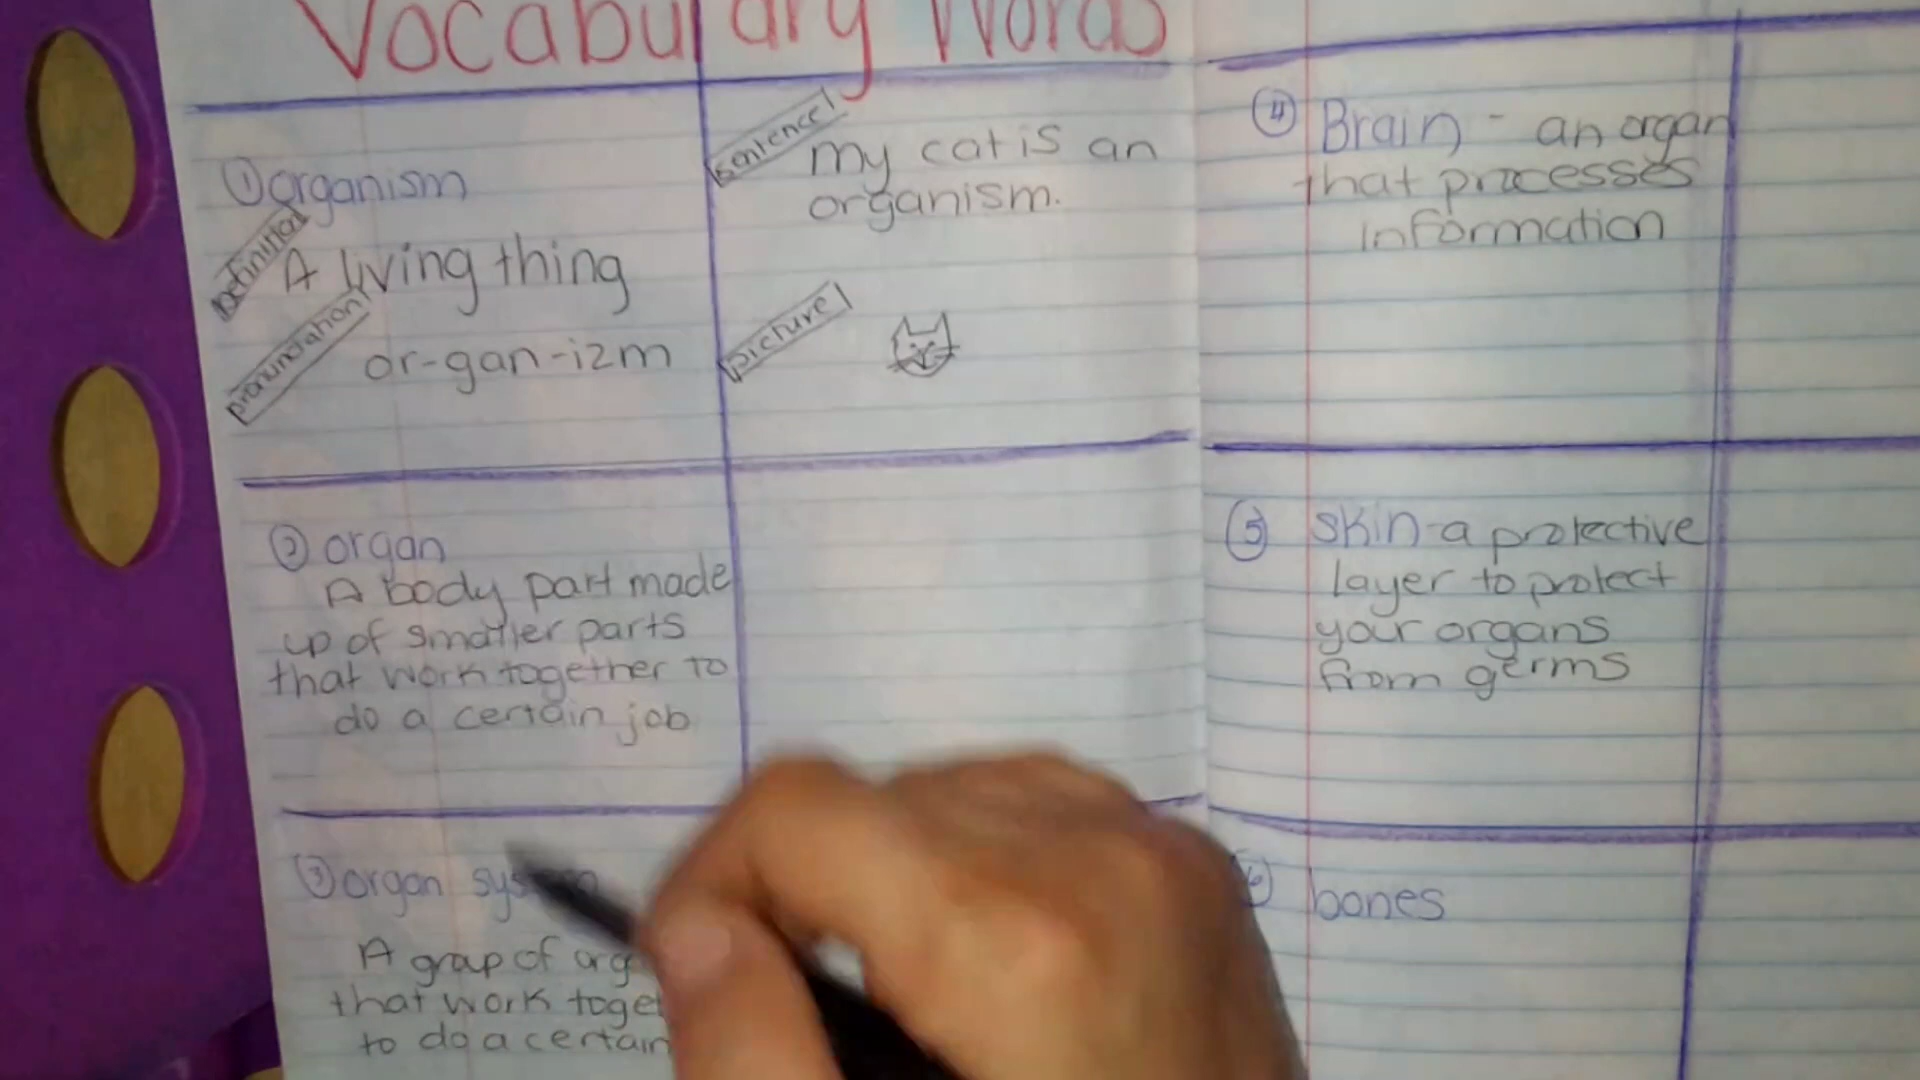 Vocabulary Words
① organism
Definition
A living thing
pronunciation
or-gan-izm
sentence
my cat is an
organism.
picture
② organ
A body part made
up of smaller parts
that work together to
do a certain job
③ organ system
A group of
that work
to do a certain
④ Brain - an organ
that processes
information
⑤ skin - a protective
layer to protect
your organs
from germs
⑥ bones